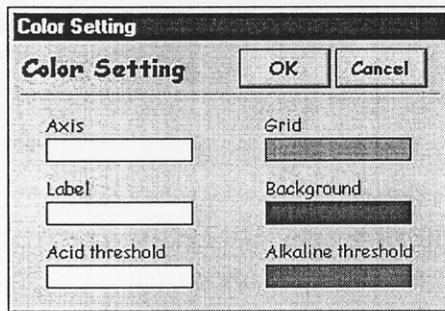 Color Setting
Color Setting OK Cancel
Axis Grid
Label Background
Acid threshold Alkaline threshold